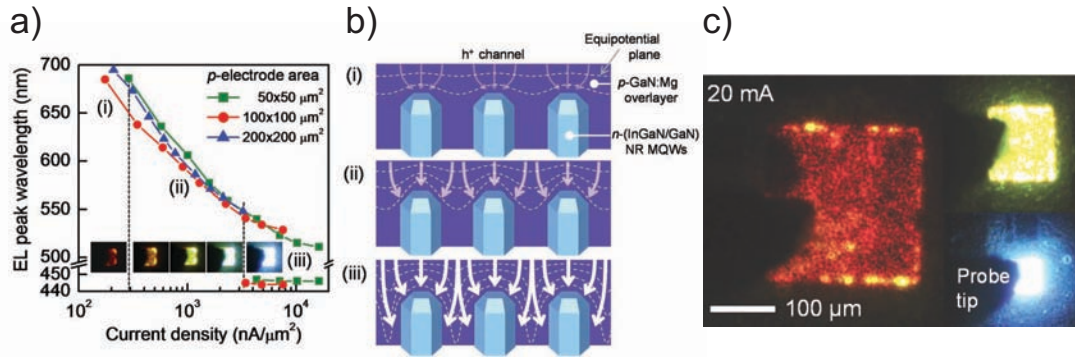 a)
700
650
600
550
500
450
440
EL peak wavelength (nm)
p-electrode area
50x50 μm²
100x100 μm²
200x200 μm²
(i)
(ii)
(iii)
10²
10³
10⁴
Current density (nA/μm²)
b)
h⁺ channel
Equipotential
plane
(i)
p-GaN:Mg
overlayer
n-(InGaN/GaN)
NR MQWs
(ii)
(iii)
c)
20 mA
Probe
tip
100 μm